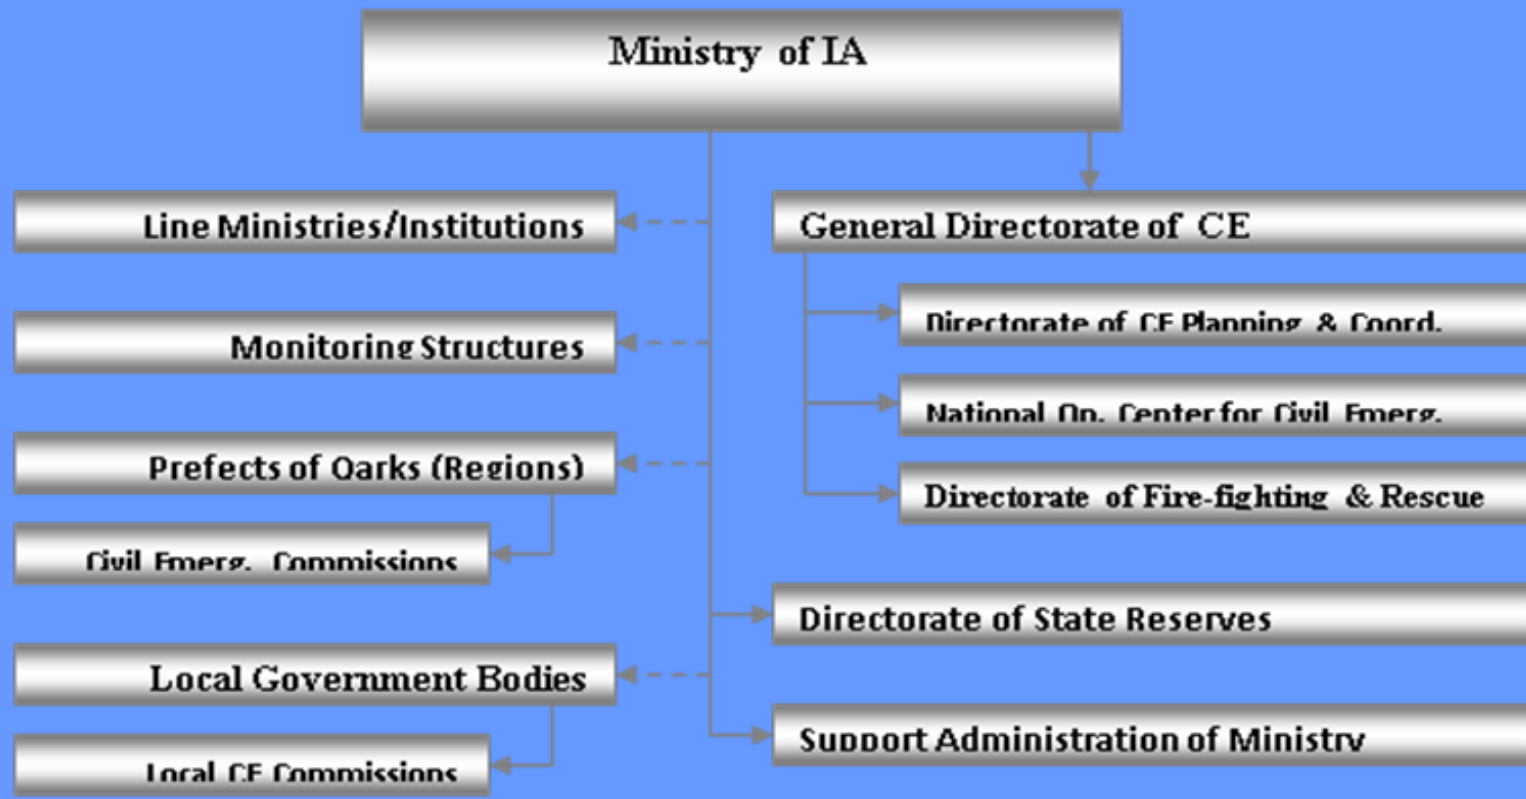 Ministry of IA
Line Ministries/Institutions
Monitoring Structures
Prefects of Qarks (Regions)
Civil Emerg. Commissions
Local Government Bodies
Local CE Commissions
General Directorate of CE
Directorate of CE Planning & Coord.
National Op. Center for Civil Emerg.
Directorate of Fire-fighting & Rescue
Directorate of State Reserves
Support Administration of Ministry